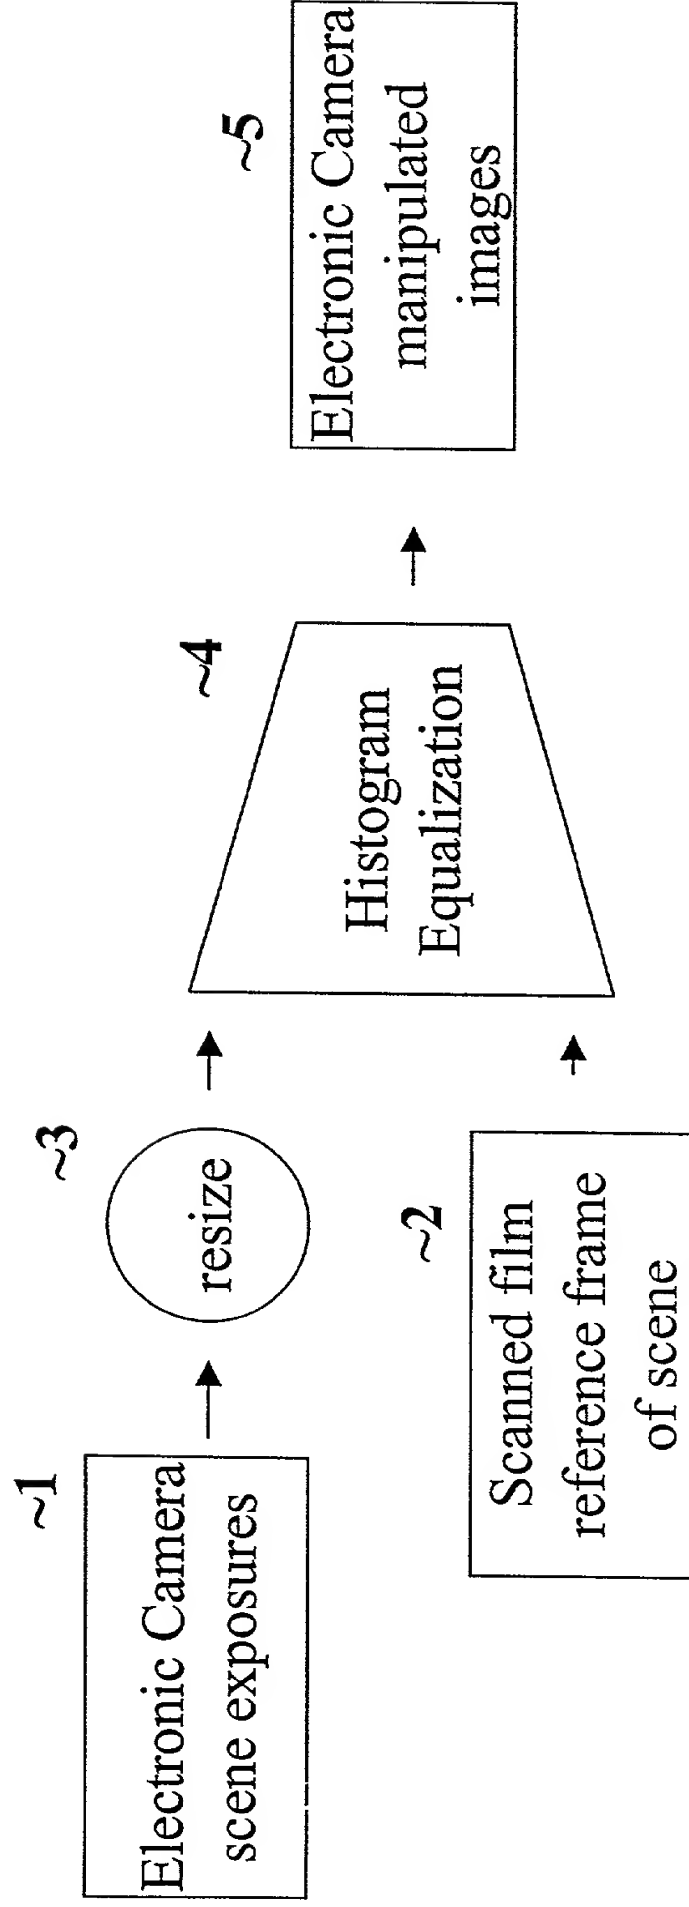 ~1
Electronic Camera
scene exposures
~3
resize
~2
Scanned film
reference frame
of scene
~4
Histogram
Equalization
~5
Electronic Camera
manipulated
images